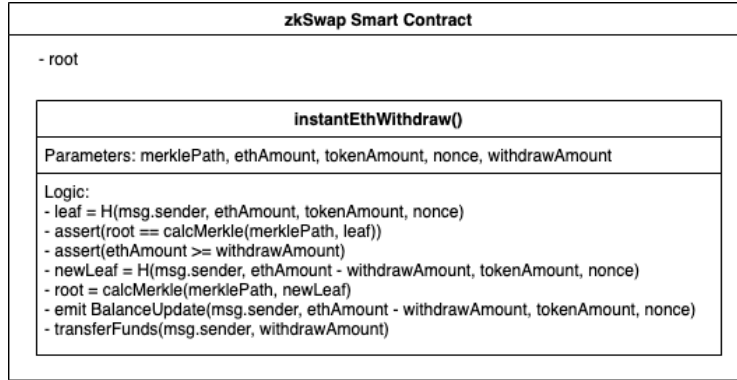 zkSwap Smart Contract
- root
instantEthWithdraw()
Parameters: merklePath, ethAmount, tokenAmount, nonce, withdrawAmount
Logic:
- leaf = H(msg.sender, ethAmount, tokenAmount, nonce)
- assert(root == calcMerkle(merklePath, leaf))
- assert(ethAmount >= withdrawAmount)
- newLeaf = H(msg.sender, ethAmount - withdrawAmount, tokenAmount, nonce)
- root = calcMerkle(merklePath, newLeaf)
- emit BalanceUpdate(msg.sender, ethAmount - withdrawAmount, tokenAmount, nonce)
- transferFunds(msg.sender, withdrawAmount)